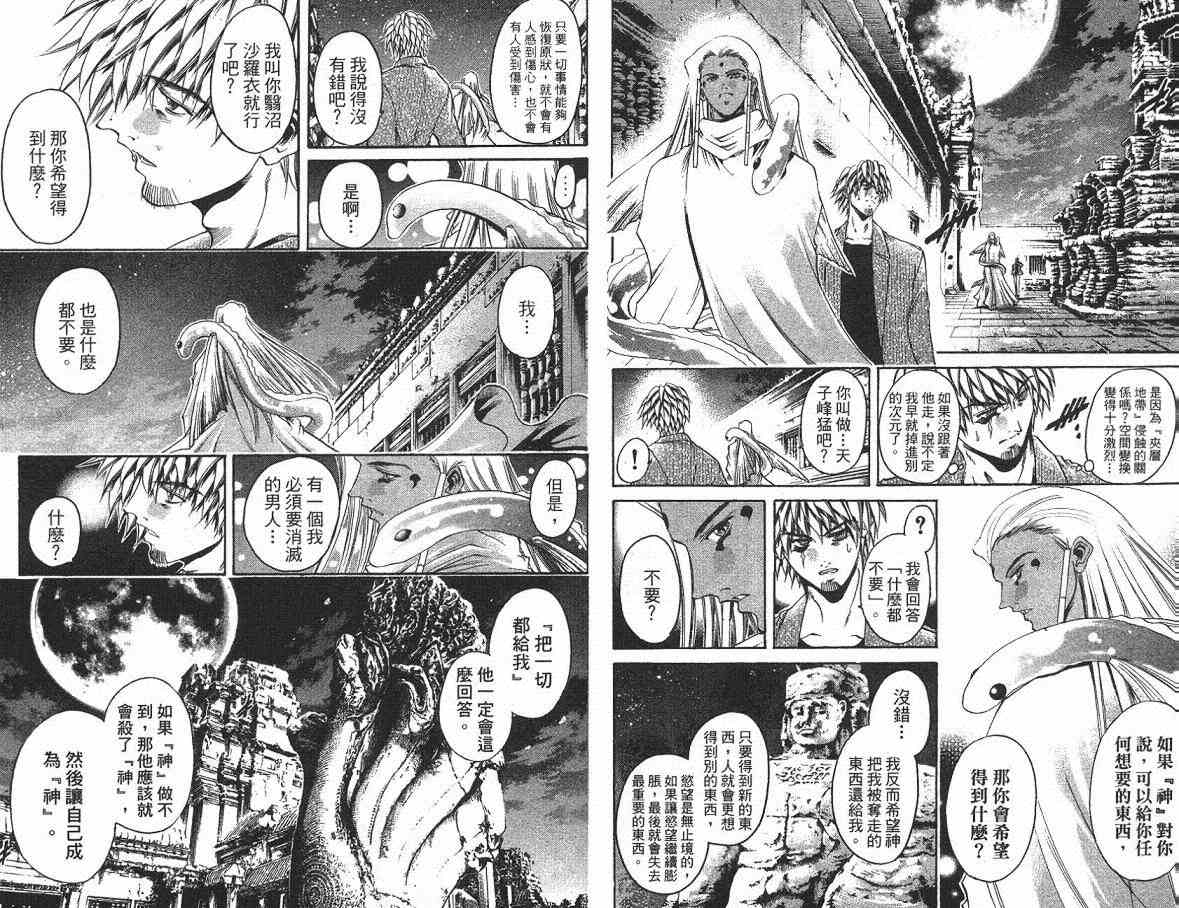 是因為『夾層
地帶』侵蝕的關
係嗎？空間變換
變得十分激烈…
如果沒跟著
他走，說不定
我早就掉進別
的次元了。
你叫做…天
子峰猛吧？
！
如果『神』對你
說，可以給你任
何想要的東西，
那你會希望
得到什麼？
？
我會回答
「什麼都
不要」。
不要？
沒錯…
我反而希望神
把我被奪走的
東西還給我。
只要得到新的東
西，人就會更想
得到別的東西，
慾望是無止境的，
如果讓慾望繼續膨
脹，最後就會失去
最重要的東西。
只要一切事情能夠
恢復原狀，就不會有
人感到傷心，也不會
有人受到傷害…
我說得沒
有錯吧？
…
是啊…
我叫你翳沼
沙羅衣就行
了吧？
那你希望得
到什麼？
我…
也是什麼
都不要。
但是，
有一個我
必須要消滅
的男人…
什麼？
『把一切
都給我』
他一定會這
麼回答。
如果『神』做不
到，那他應該就
會殺了『神』，
然後讓自己成
為『神』。